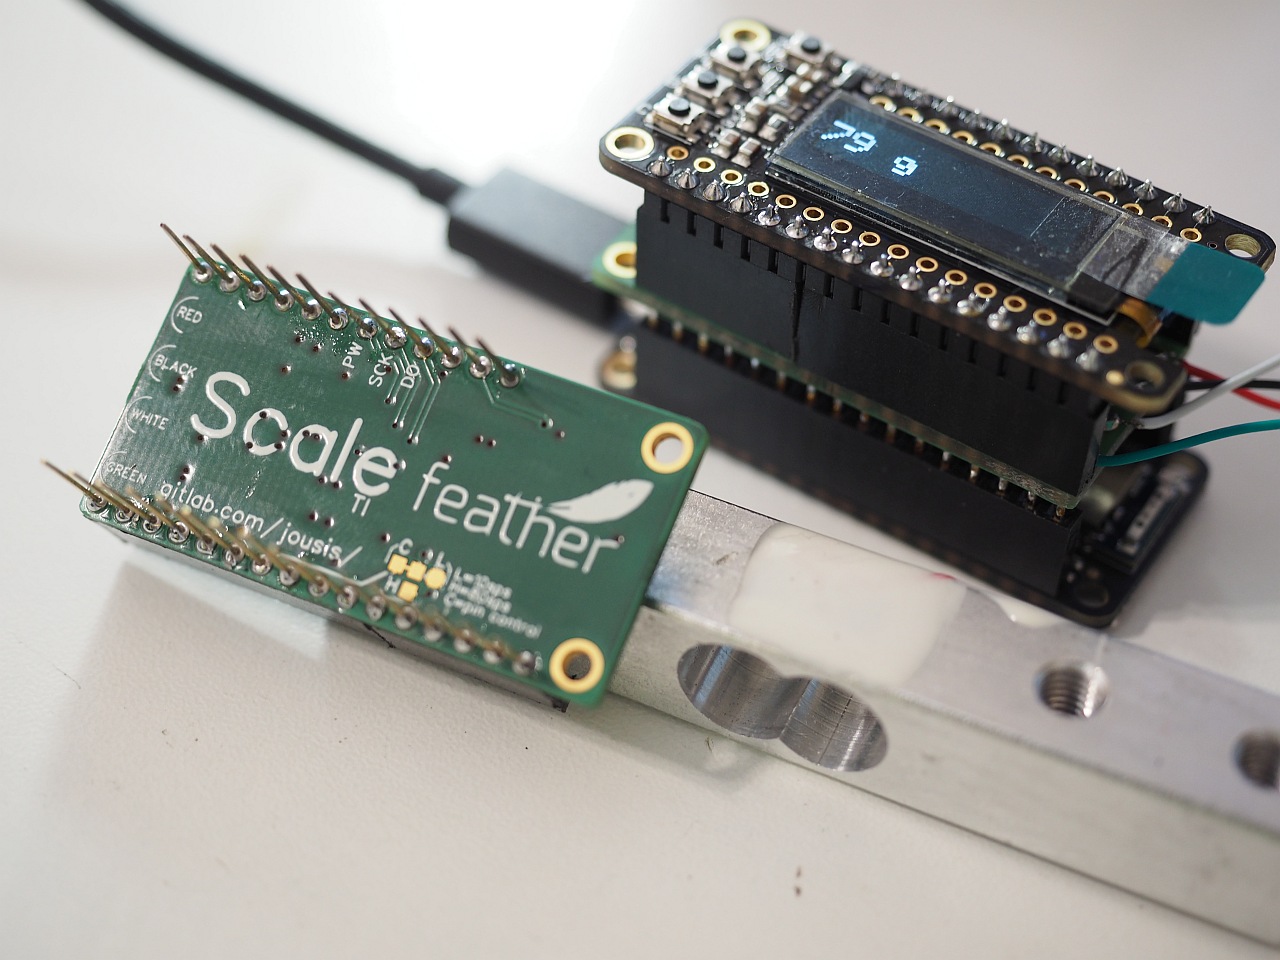 79 g
RED
BLACK
WHITE
GREEN
PW
SCK
DO
Scale
TI
feather
gitlab.com/jousis/
C
L
H
L=10sps
H=80sps
C=pin control